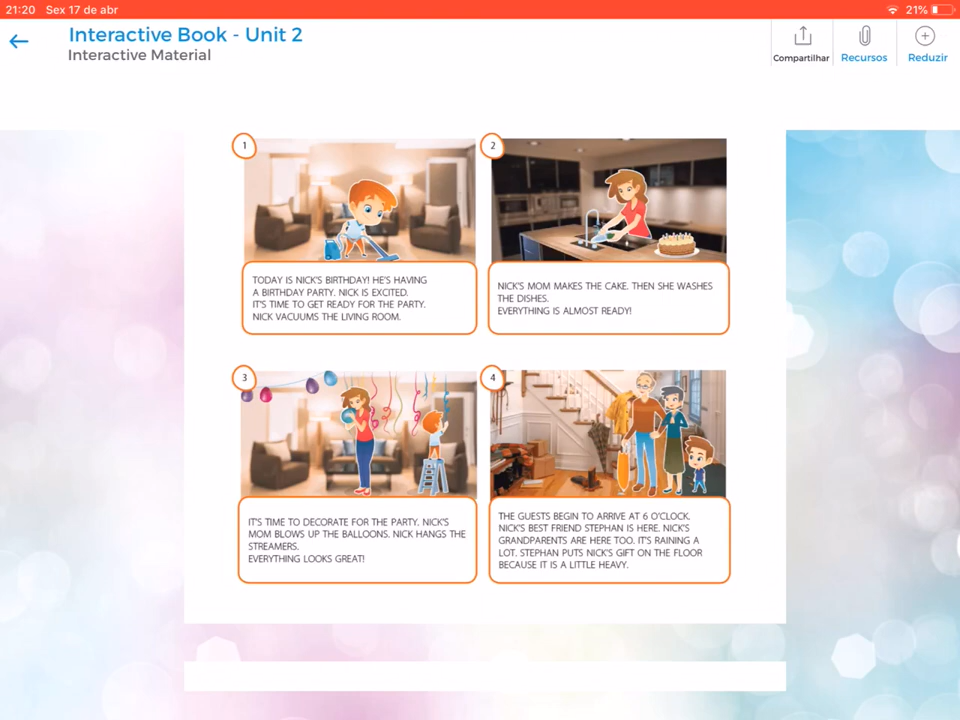 21:20 Sex 17 de abr
21%
Interactive Book - Unit 2
Interactive Material
Compartilhar
Recursos
Reduzir
1
TODAY IS NICK'S BIRTHDAY! HE'S HAVING
A BIRTHDAY PARTY. NICK IS EXCITED.
IT'S TIME TO GET READY FOR THE PARTY.
NICK VACUUMS THE LIVING ROOM.
2
NICK'S MOM MAKES THE CAKE. THEN SHE WASHES
THE DISHES.
EVERYTHING IS ALMOST READY!
3
IT'S TIME TO DECORATE FOR THE PARTY. NICK'S
MOM BLOWS UP THE BALLOONS. NICK HANGS THE
STREAMERS.
EVERYTHING LOOKS GREAT!
4
THE GUESTS BEGIN TO ARRIVE AT 6 O'CLOCK.
NICK'S BEST FRIEND STEPHAN IS HERE. NICK'S
GRANDPARENTS ARE HERE TOO. IT'S RAINING A
LOT. STEPHAN PUTS NICK'S GIFT ON THE FLOOR
BECAUSE IT IS A LITTLE HEAVY.